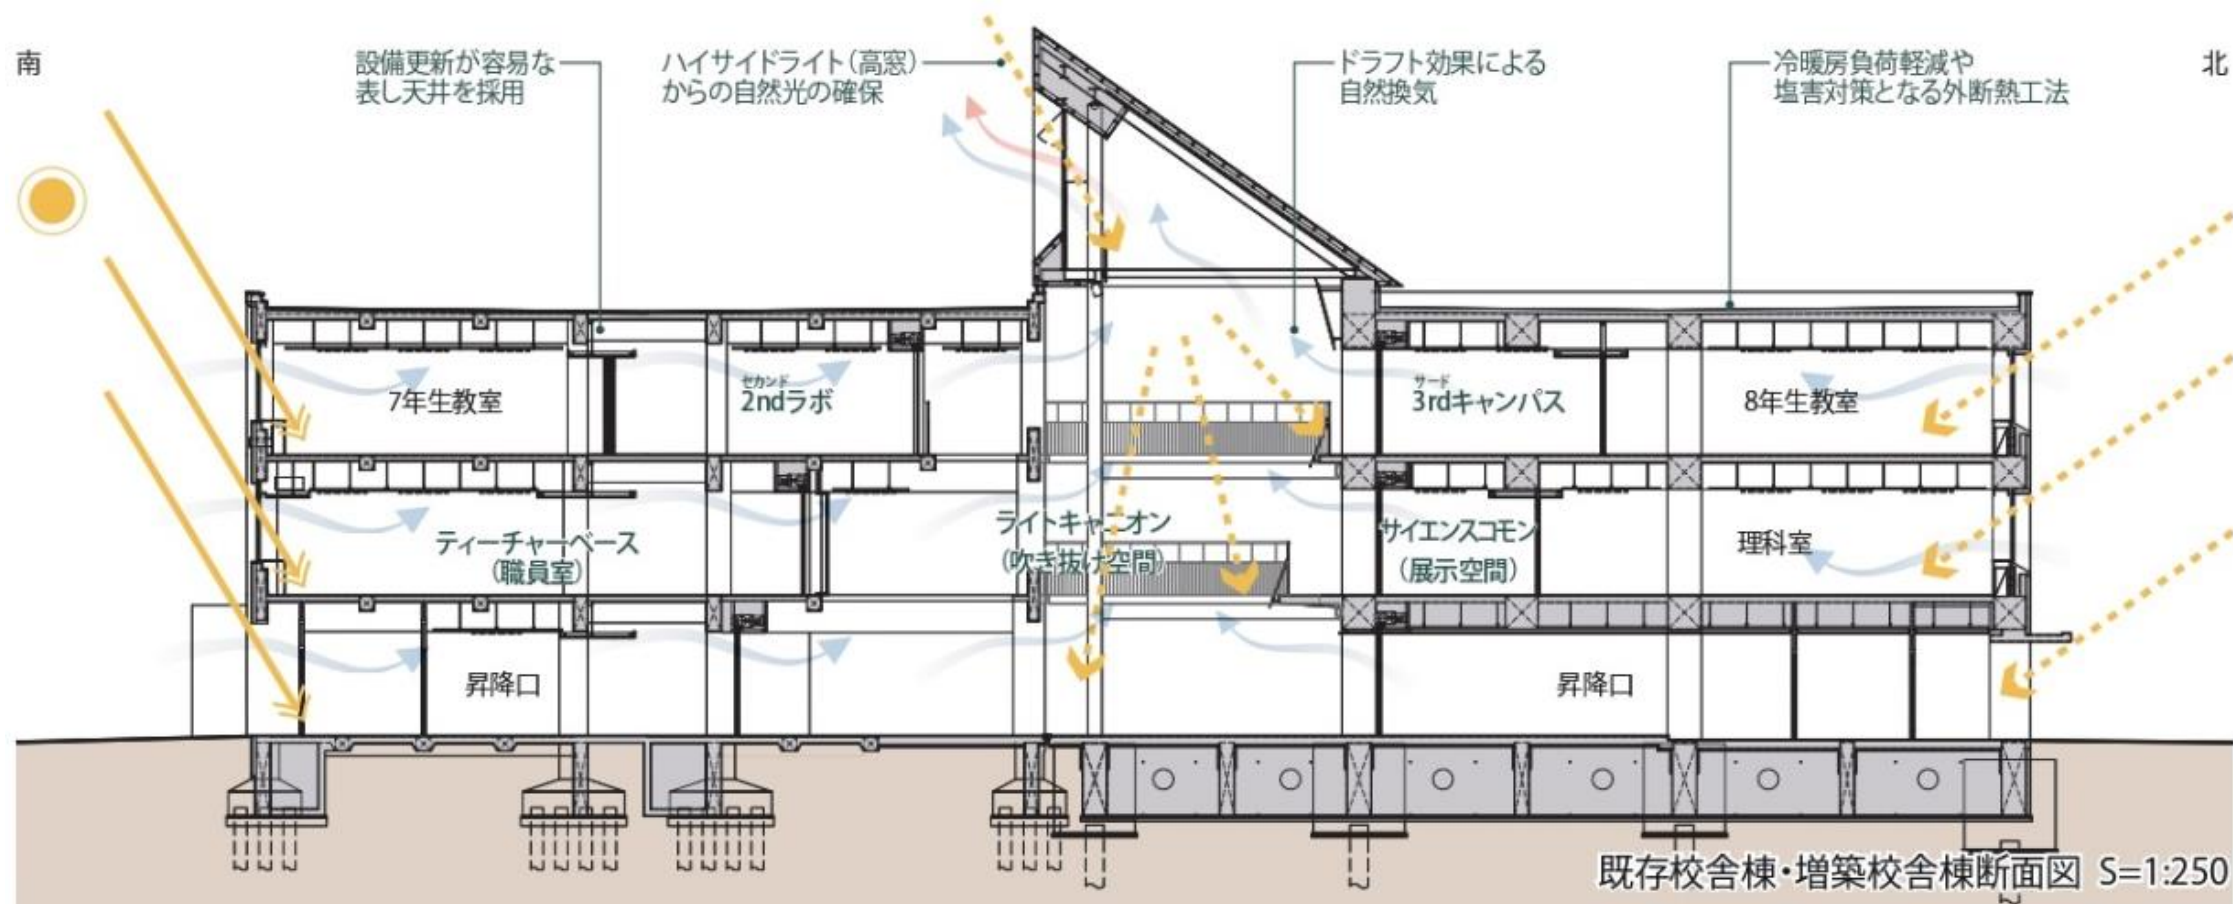 南
設備更新が容易な
表し天井を採用
ハイサイドライト(高窓)
からの自然光の確保
ドラフト効果による
自然換気
冷暖房負荷軽減や
塩害対策となる外断熱工法
北
7年生教室
セカンド
2ndラボ
サード
3rdキャンパス
8年生教室
ティーチャーベース
(職員室)
ライトキャニオン
(吹き抜け空間)
サイエンスコモン
(展示空間)
理科室
昇降口
昇降口
既存校舎棟・増築校舎棟断面図 S=1:250